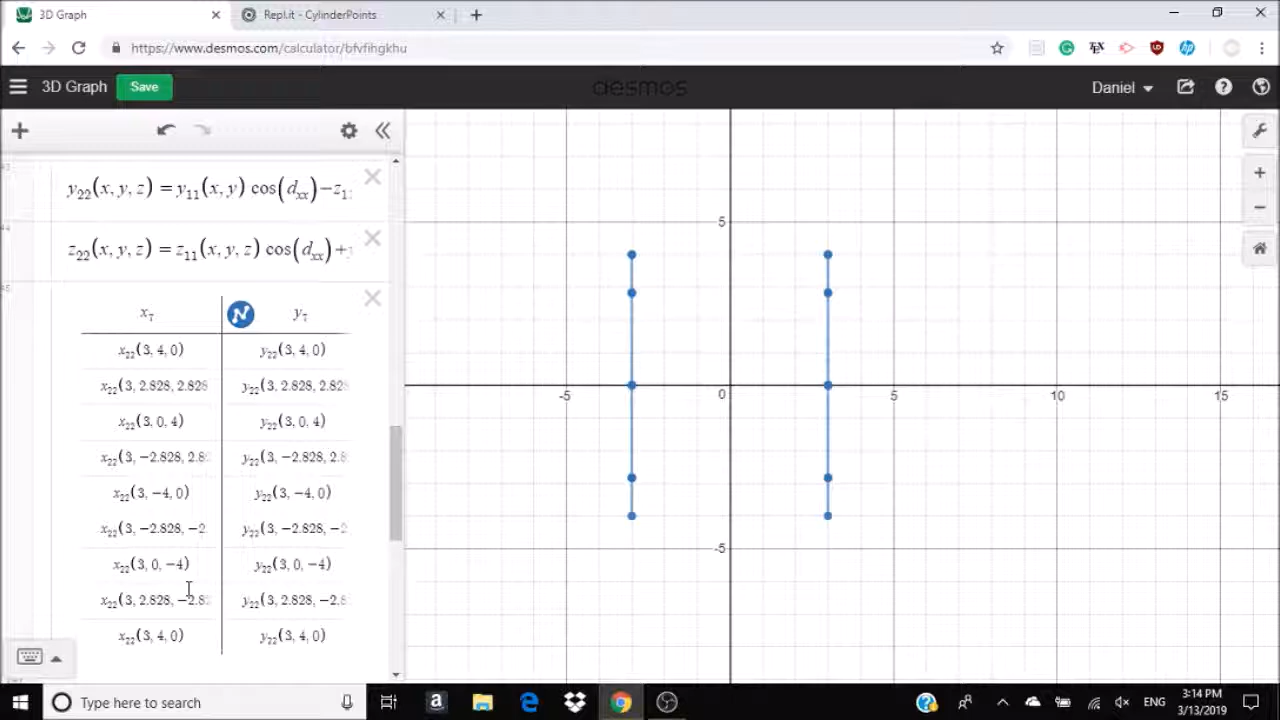 3D Graph
Repl.it - CylinderPoints
https://www.desmos.com/calculator/bfvfihgkhu
3D Graph
Save
desmos
Daniel
y₂₂(x, y, z) = y₁₁(x, y) cos(dₓₓ)−z₁
44
z₂₂(x, y, z) = z₁₁(x, y, z) cos(dₓₓ)+
x₇ y₇
x₂₂(3, 4, 0) y₂₂(3, 4, 0)
x₂₂(3, 2.828, 2.828 y₂₂(3, 2.828, 2.828
x₂₂(3, 0, 4) y₂₂(3, 0, 4)
x₂₂(3, −2.828, 2.8 y₂₂(3, −2.828, 2.8
x₂₂(3, −4, 0) y₂₂(3, −4, 0)
x₂₂(3, −2.828, −2. y₂₂(3, −2.828, −2
x₂₂(3, 0, −4) y₂₂(3, 0, −4)
x₂₂(3, 2.828, −2.82 y₂₂(3, 2.828, −2.8
x₂₂(3, 4, 0) y₂₂(3, 4, 0)
5
-5 0 5 10 15
-5
Type here to search
ENG
3:14 PM
3/13/2019